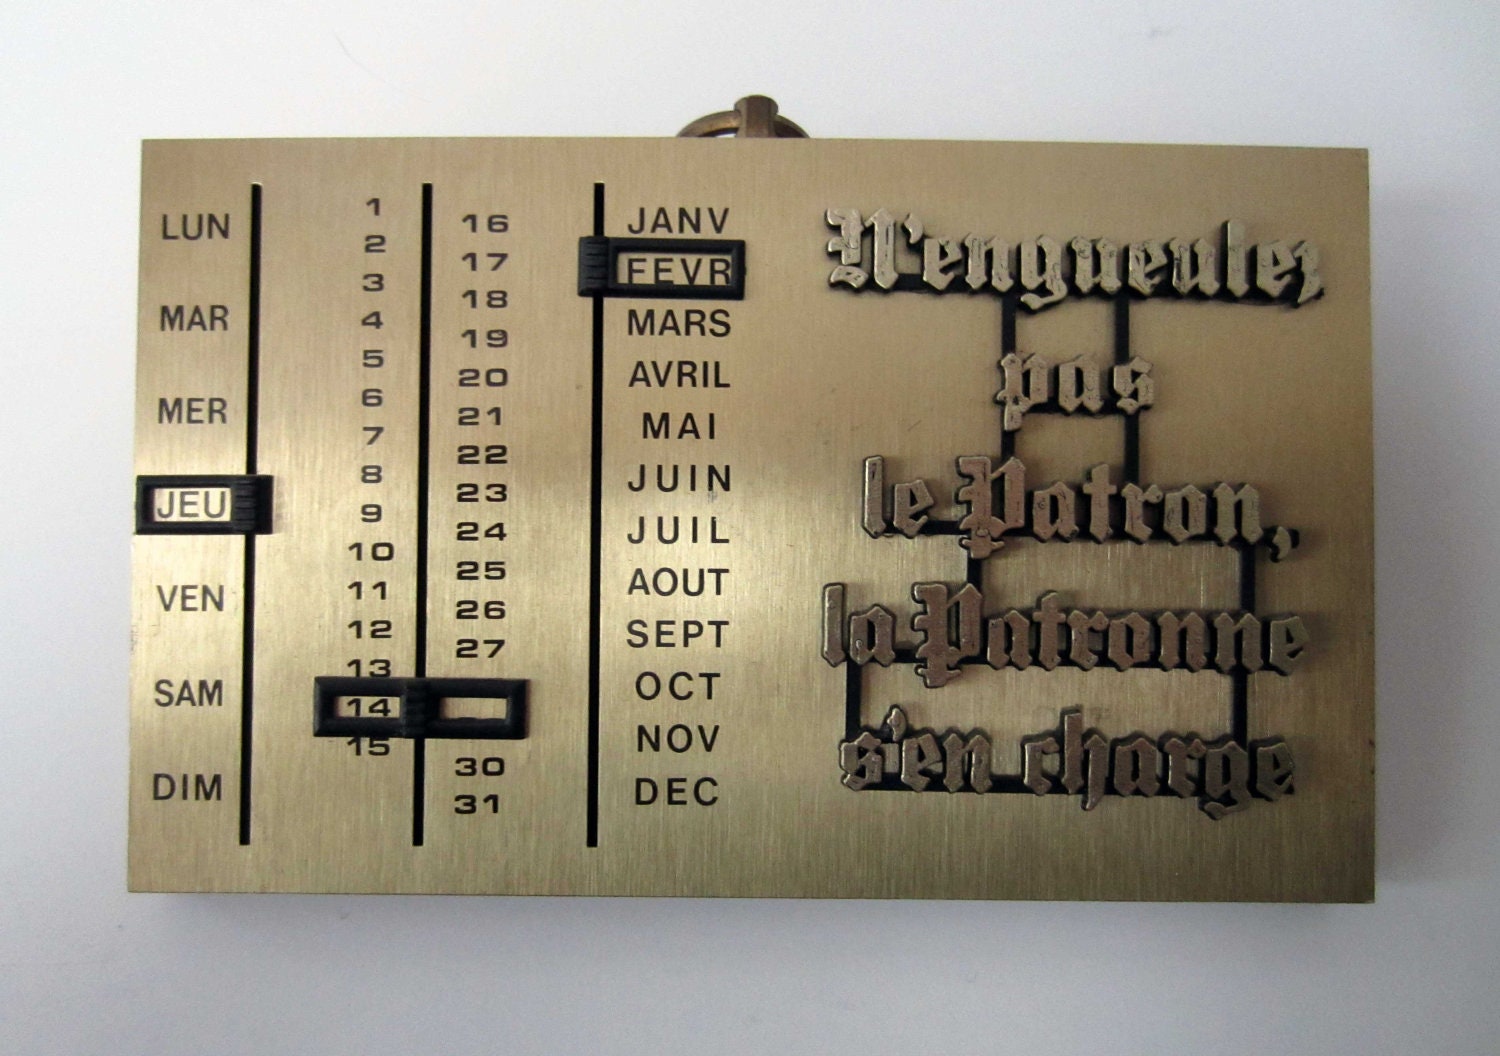 LUN
MAR
MER
JEU
VEN
SAM
DIM
1
2
3
4
5
6
7
8
9
10
11
12
13
14
15
16
17
18
19
20
21
22
23
24
25
26
27
30
31
JANV
FEVR
MARS
AVRIL
MAI
JUIN
JUIL
AOUT
SEPT
OCT
NOV
DEC
N'engueulez
pas
le Patron,
la Patronne
s'en charge